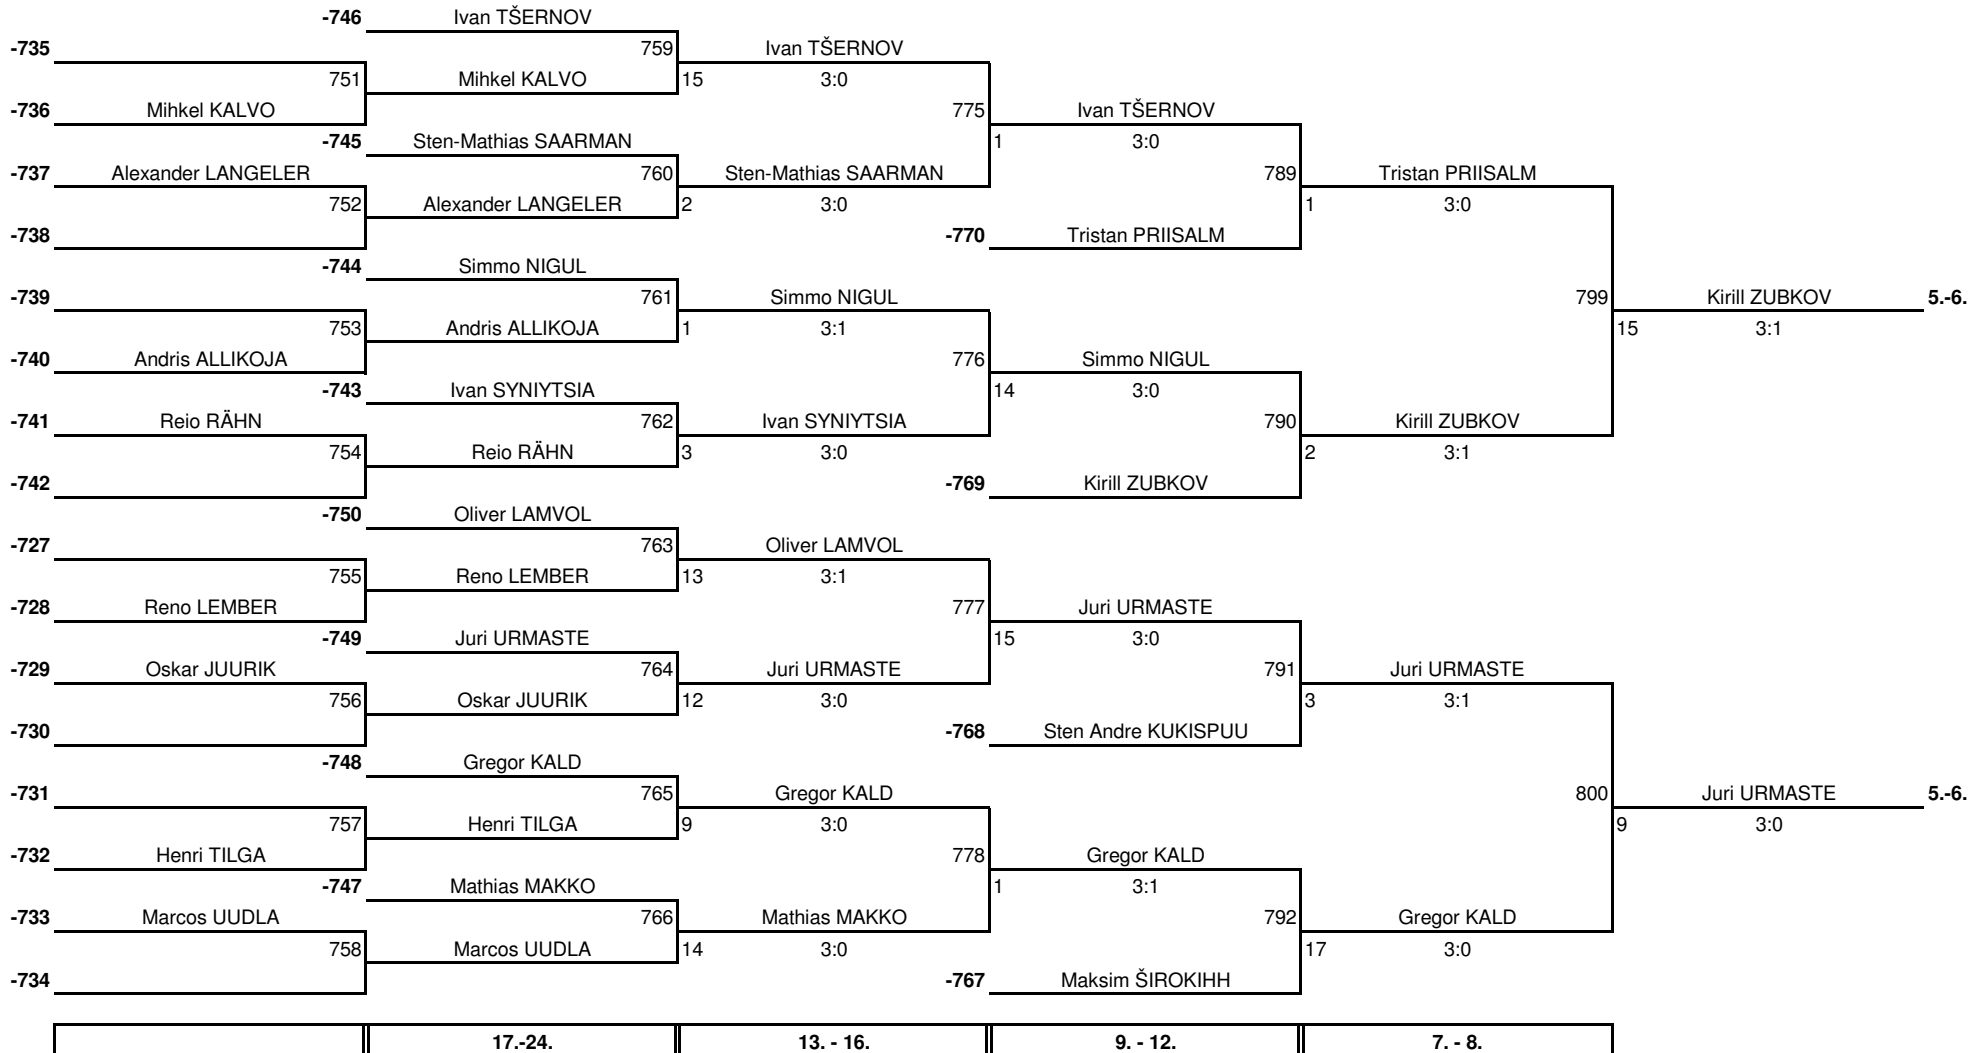 -746 Ivan TŠERNOV
-735 759 Ivan TŠERNOV
751 Mihkel KALVO 15 3:0
-736 Mihkel KALVO 775 Ivan TŠERNOV
-745 Sten-Mathias SAARMAN 1 3:0
-737 Alexander LANGELER 760 Sten-Mathias SAARMAN 789 Tristan PRIISALM
752 Alexander LANGELER 2 3:0 1 3:0
-738 -770 Tristan PRIISALM
-744 Simmo NIGUL
-739 761 Simmo NIGUL 799 Kirill ZUBKOV 5.-6.
753 Andris ALLIKOJA 1 3:1 15 3:1
-740 Andris ALLIKOJA 776 Simmo NIGUL
-743 Ivan SYNIYTSIA 14 3:0
-741 Reio RÄHN 762 Ivan SYNIYTSIA 790 Kirill ZUBKOV
754 Reio RÄHN 3 3:0 2 3:1
-742 -769 Kirill ZUBKOV
-750 Oliver LAMVOL
-727 763 Oliver LAMVOL
755 Reno LEMBER 13 3:1
-728 Reno LEMBER 777 Juri URMASTE
-749 Juri URMASTE 15 3:0
-729 Oskar JUURIK 764 Juri URMASTE 791 Juri URMASTE
756 Oskar JUURIK 12 3:0 3 3:1
-730 -768 Sten Andre KUKISPUU
-748 Gregor KALD
-731 765 Gregor KALD 800 Juri URMASTE 5.-6.
757 Henri TILGA 9 3:0 9 3:0
-732 Henri TILGA 778 Gregor KALD
-747 Mathias MAKKO 1 3:1
-733 Marcos UUDLA 766 Mathias MAKKO 792 Gregor KALD
758 Marcos UUDLA 14 3:0 17 3:0
-734 -767 Maksim ŠIROKIHH
17.-24. 13. - 16. 9. - 12. 7. - 8.